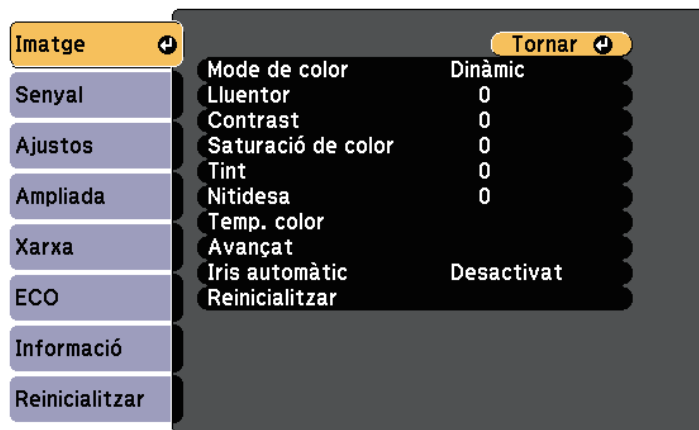 Imatge
Senyal
Ajustos
Ampliada
Xarxa
ECO
Informació
Reinicialitzar
Tornar
Mode de color Dinàmic
Lluentor 0
Contrast 0
Saturació de color 0
Tint 0
Nitidesa 0
Temp. color
Avançat
Iris automàtic Desactivat
Reinicialitzar